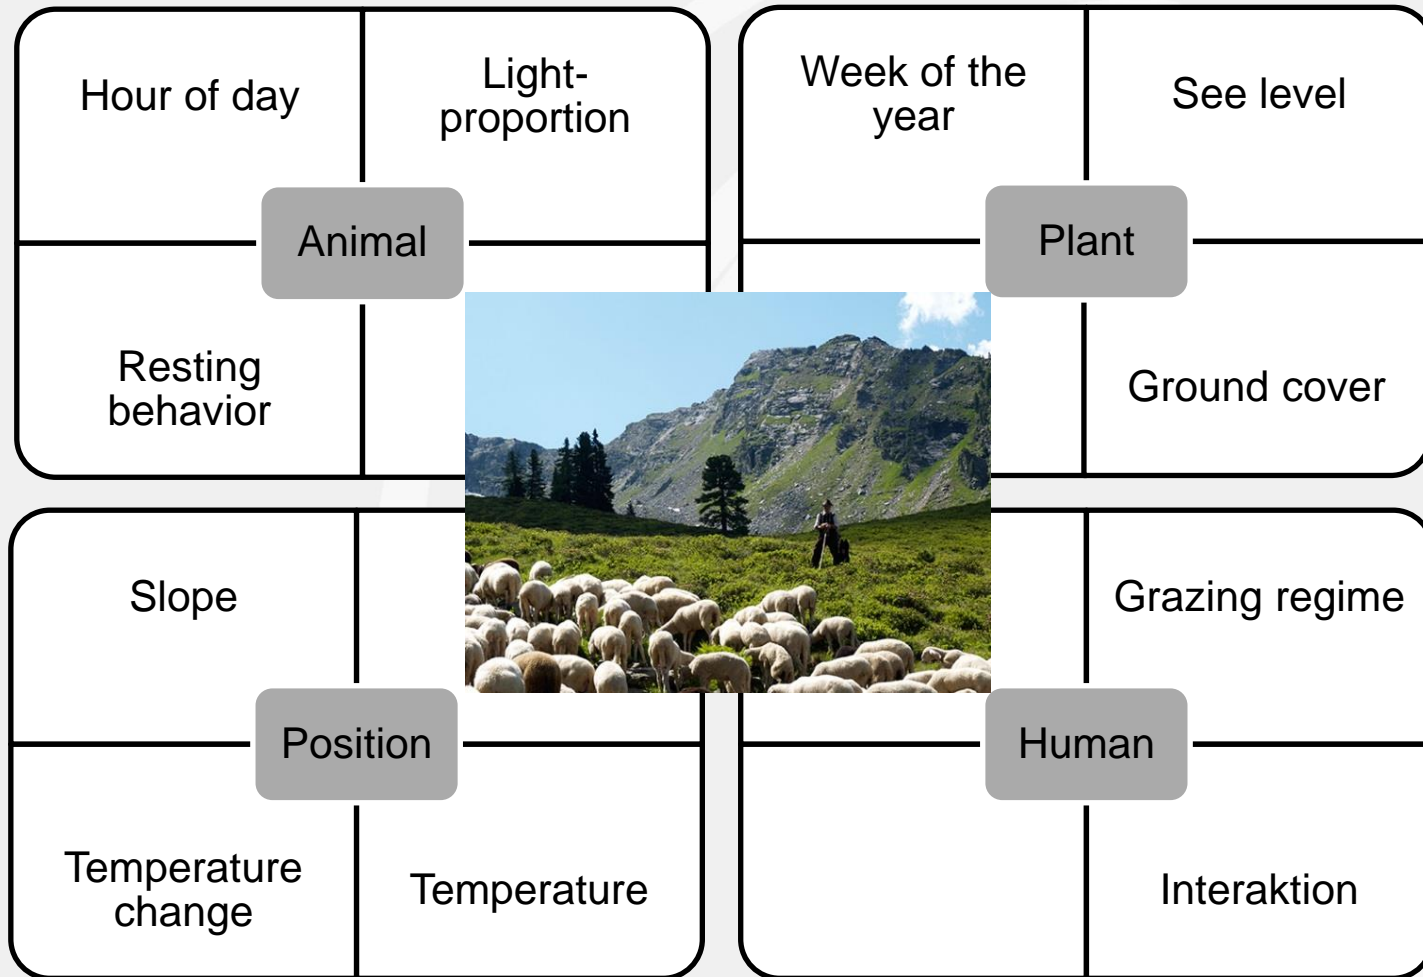 Hour of day
Light-
proportion
Animal
Resting
behavior
Week of the
year
See level
Plant
Ground cover
Slope
Position
Temperature
change
Temperature
Grazing regime
Human
Interaktion